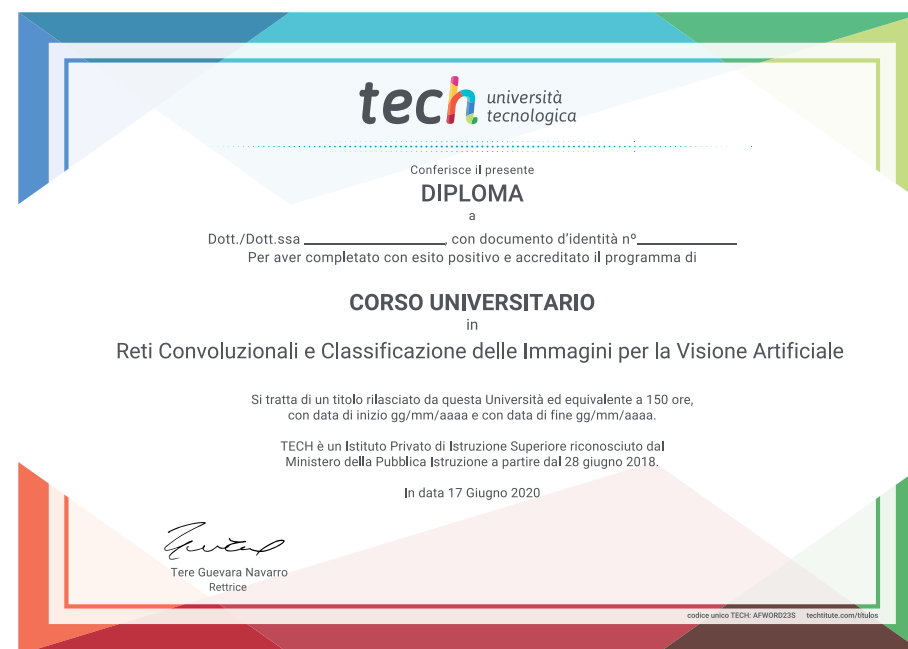 tech università
tecnologica
Conferisce il presente
DIPLOMA
a
Dott./Dott.ssa ________________, con documento d'identità nº____________
Per aver completato con esito positivo e accreditato il programma di
CORSO UNIVERSITARIO
in
Reti Convoluzionali e Classificazione delle Immagini per la Visione Artificiale
Si tratta di un titolo rilasciato da questa Università ed equivalente a 150 ore,
con data di inizio gg/mm/aaaa e con data di fine gg/mm/aaaa.
TECH è un Istituto Privato di Istruzione Superiore riconosciuto dal
Ministero della Pubblica Istruzione a partire dal 28 giugno 2018.
In data 17 Giugno 2020
Tere Guevara Navarro
Rettrice
codice unico TECH: AFWORD23S techtitute.com/titulos